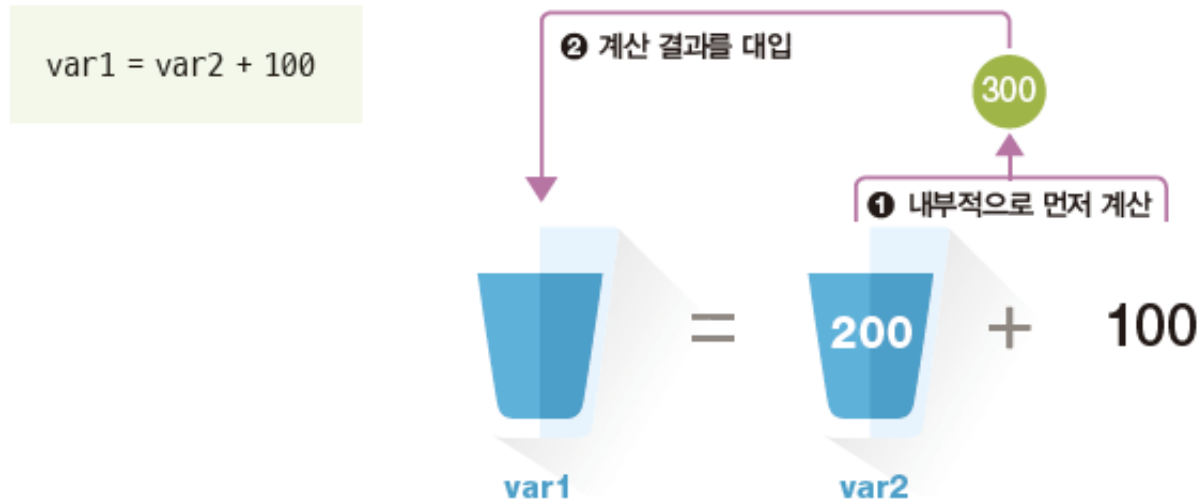 var1 = var2 + 100
❷ 계산 결과를 대입
300
❶ 내부적으로 먼저 계산
= 200 + 100
var1 var2